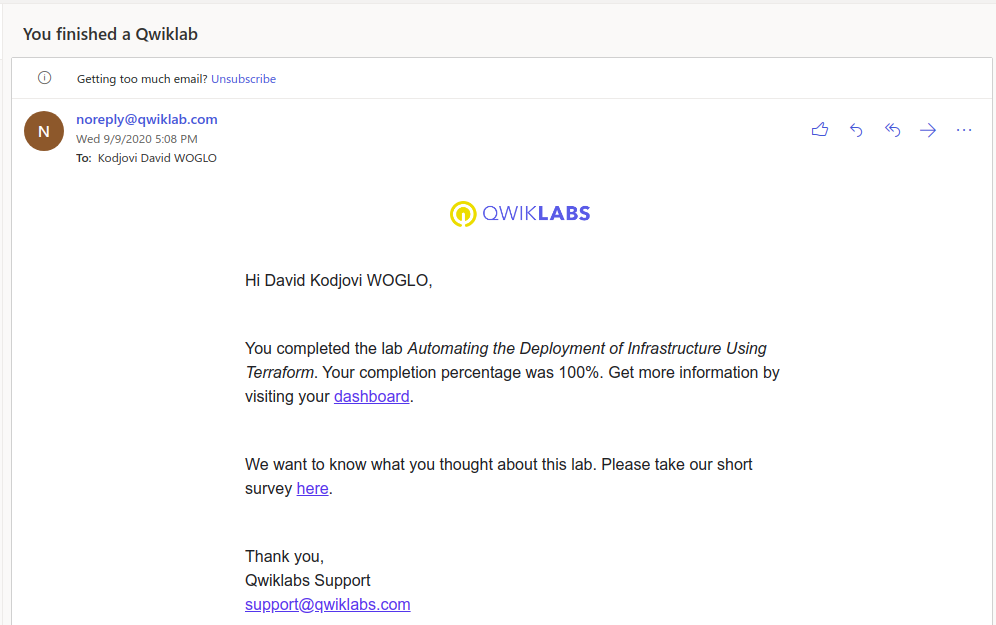 You finished a Qwiklab
Getting too much email? Unsubscribe
N
noreply@qwiklab.com
Wed 9/9/2020 5:08 PM
To: Kodjovi David WOGLO
QWIKLABS
Hi David Kodjovi WOGLO,
You completed the lab Automating the Deployment of Infrastructure Using
Terraform. Your completion percentage was 100%. Get more information by
visiting your dashboard.
We want to know what you thought about this lab. Please take our short
survey here.
Thank you,
Qwiklabs Support
support@qwiklabs.com